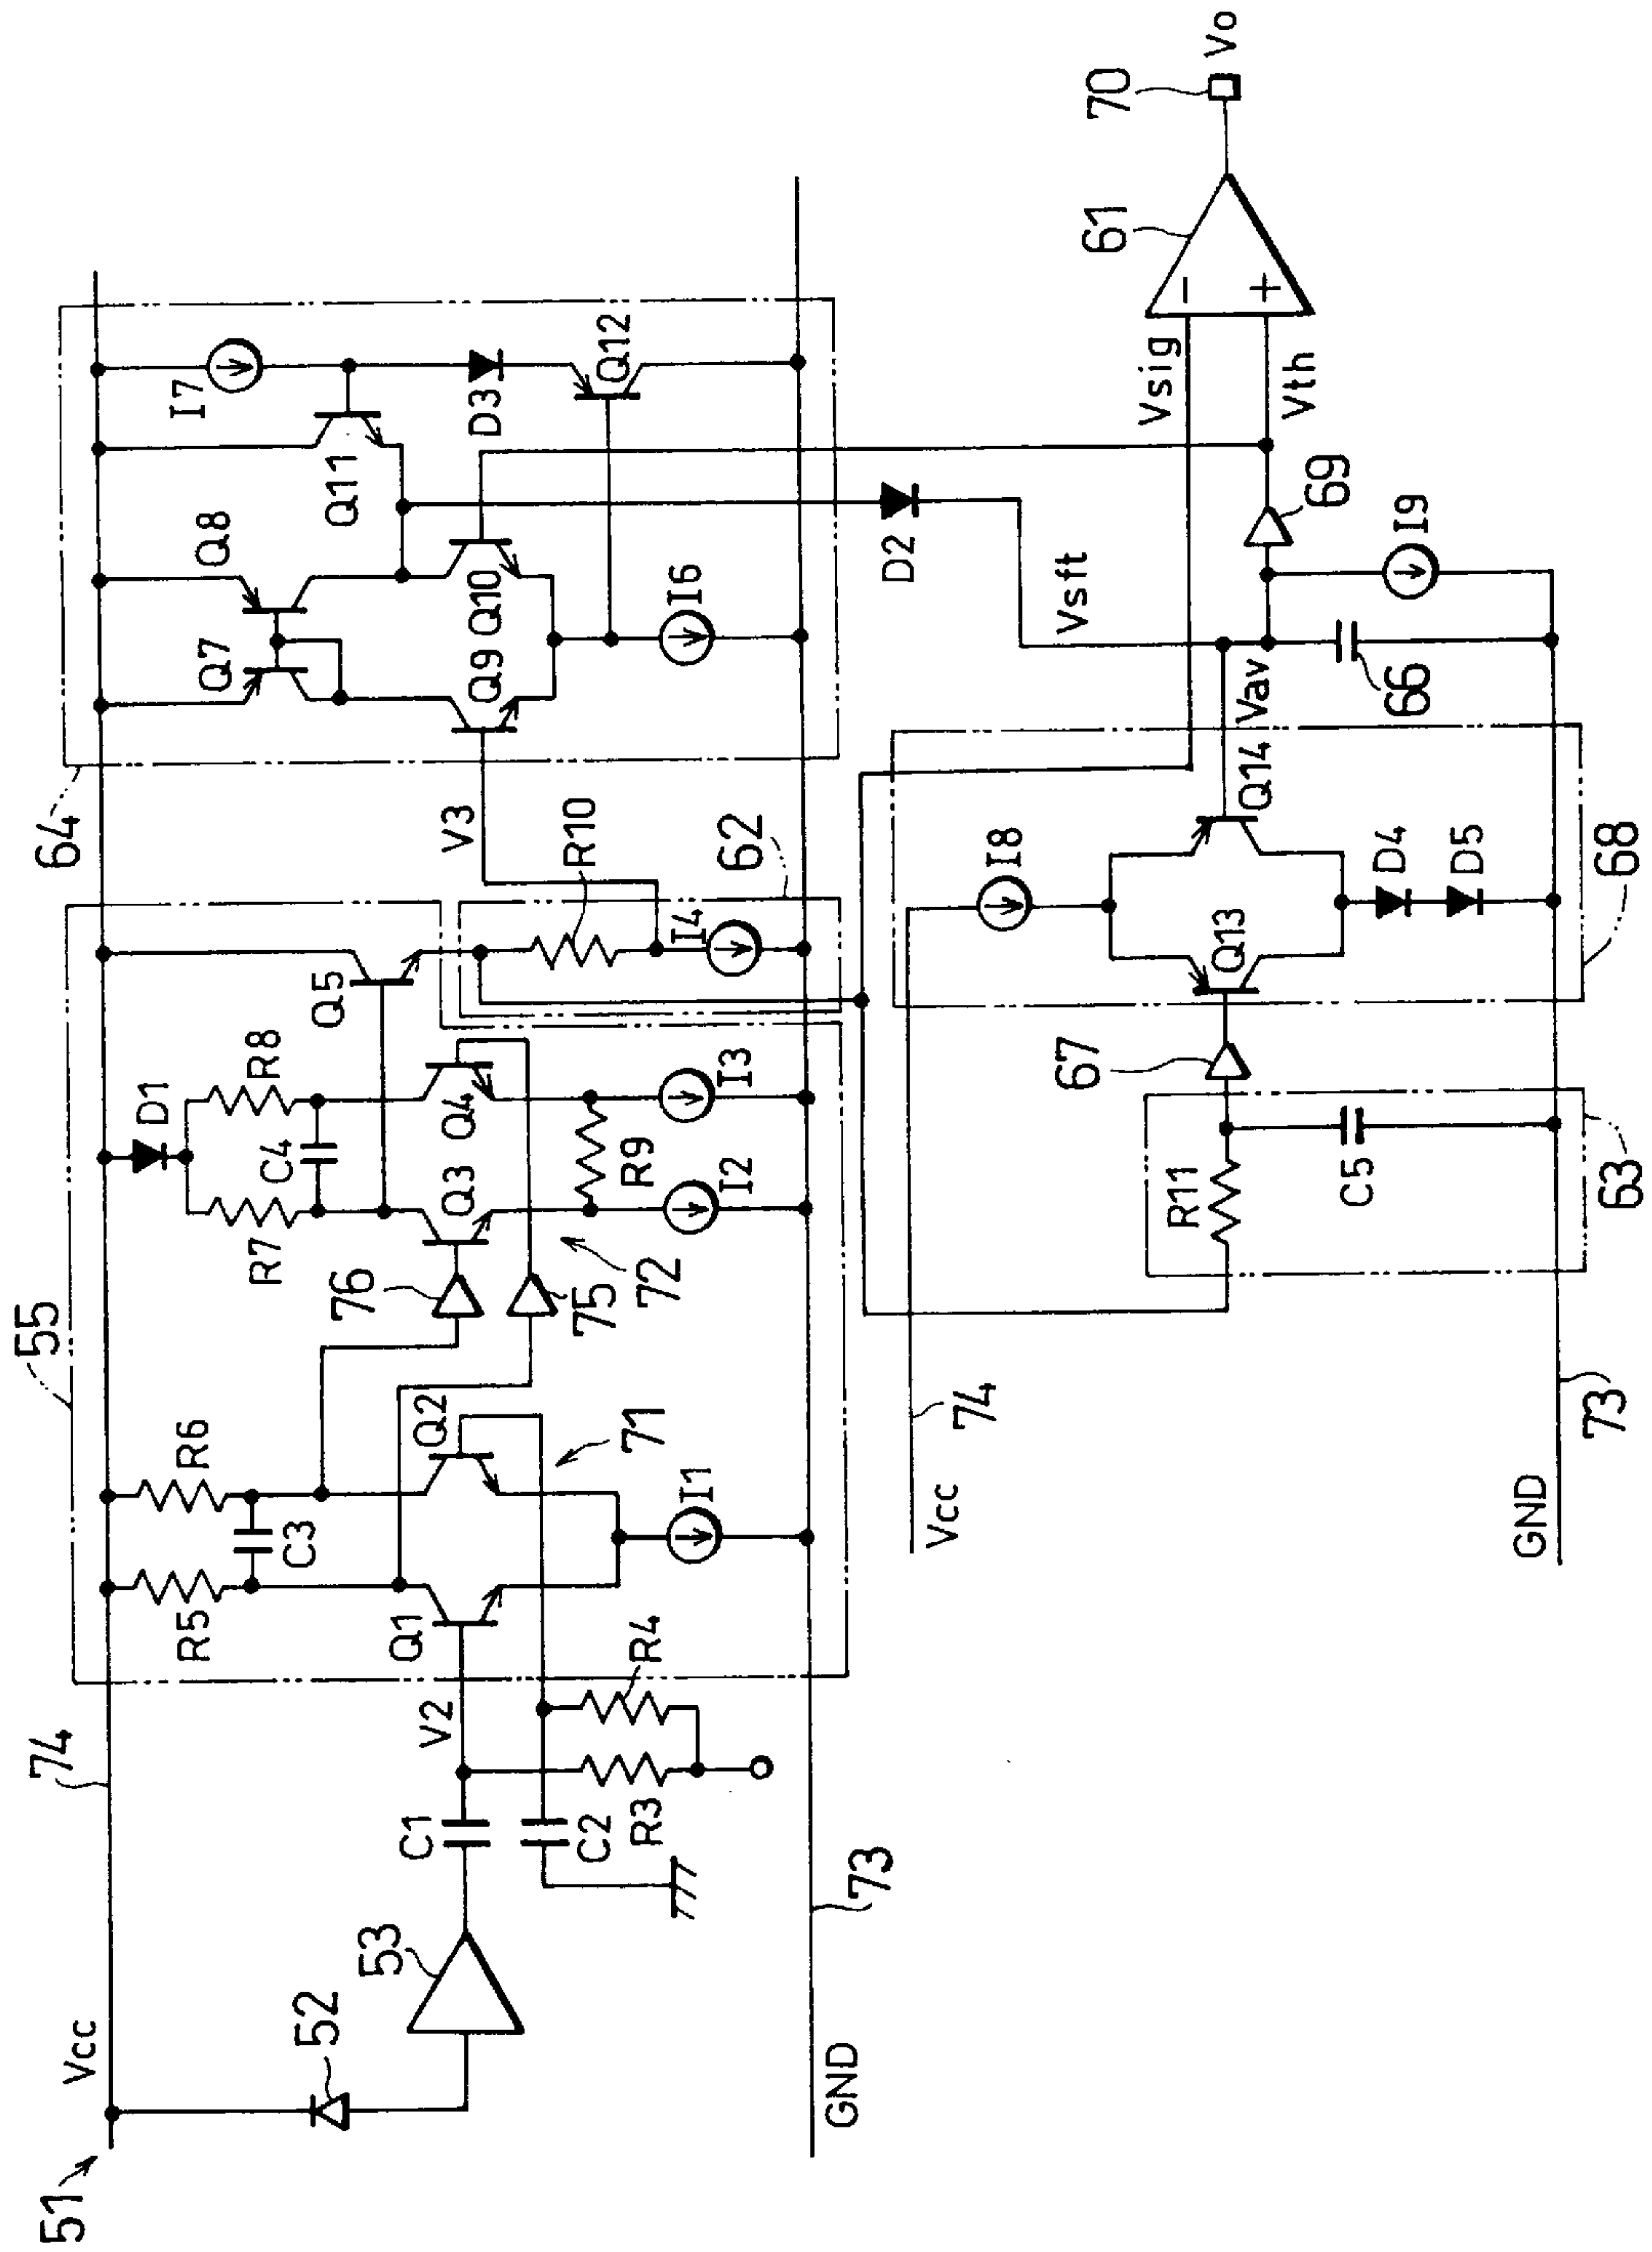 51
Vcc
52
53
GND
74
C1
V2
C2
R3
R4
73
55
R5
R6
C3
Q1
Q2
71
I1
76
75
72
R7
R8
D1
C4
Q3
Q4
R9
I2
I3
Q5
62
R10
I4
V3
64
Q7
Q8
Q9
Q10
I6
Q11
I7
D3
Q12
D2
Vcc
74
GND
73
63
R11
C5
67
68
I8
Q13
Q14
D4
D5
Vav
Vsft
66
I9
69
Vsig
Vth
-
+
61
70
Vo